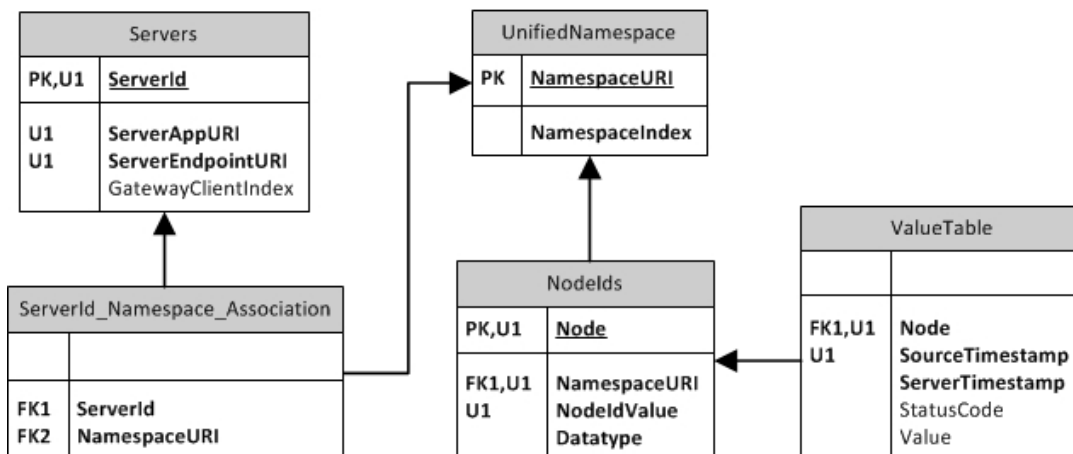 Servers
PK,U1 ServerId
U1 ServerAppURI
U1 ServerEndpointURI
GatewayClientIndex
UnifiedNamespace
PK NamespaceURI
NamespaceIndex
ServerId_Namespace_Association
FK1 ServerId
FK2 NamespaceURI
NodeIds
PK,U1 Node
FK1,U1 NamespaceURI
U1 NodeIdValue
Datatype
ValueTable
FK1,U1 Node
U1 SourceTimestamp
ServerTimestamp
StatusCode
Value